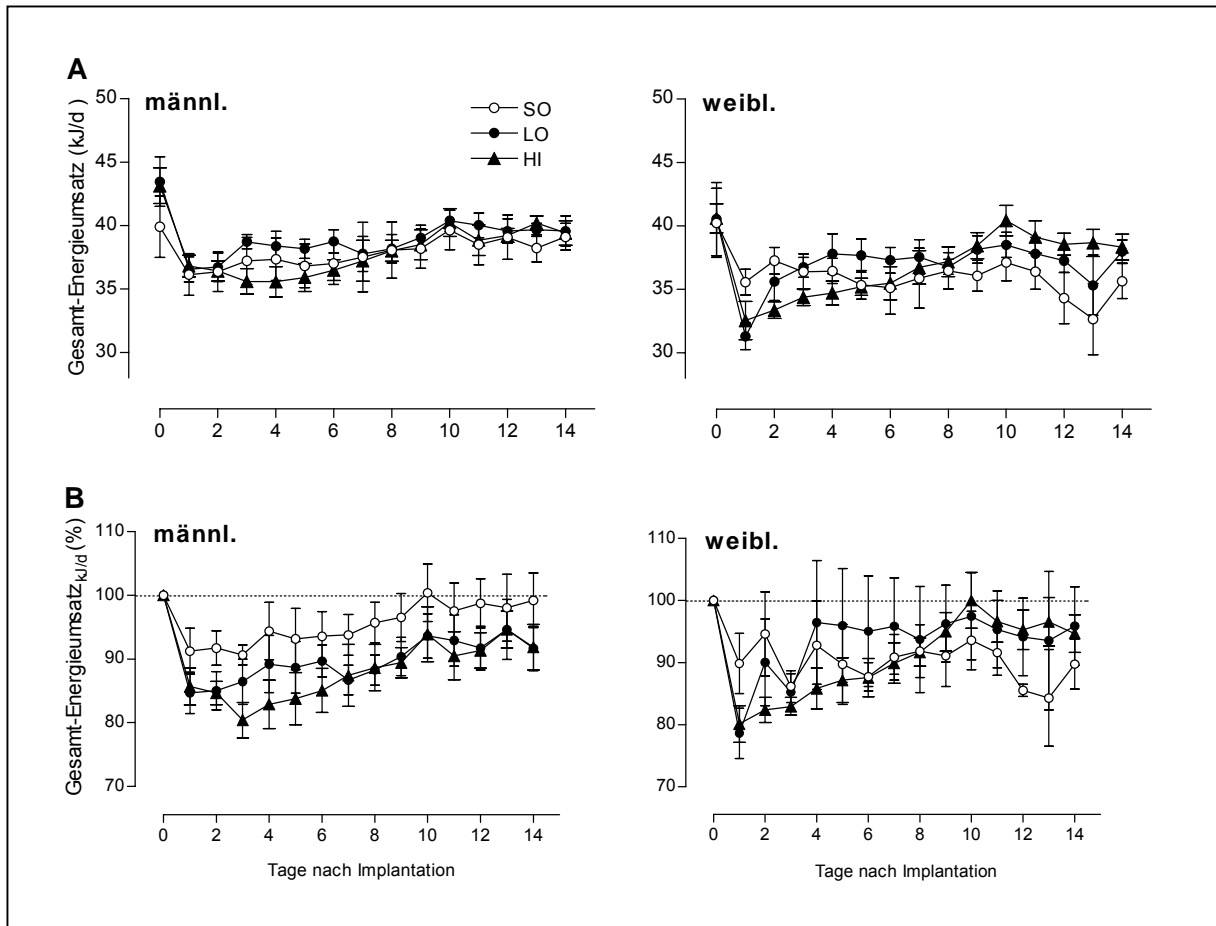 A
männl.
SO
LO
HI
Gesamt-Energieumsatz (kJ/d)
50
45
40
35
30
0 2 4 6 8 10 12 14
weibl.
50
45
40
35
30
0 2 4 6 8 10 12 14
B
männl.
Gesamt-Energieumsatz kJ/d (%)
110
100
90
80
70
0 2 4 6 8 10 12 14
Tage nach Implantation
weibl.
110
100
90
80
70
0 2 4 6 8 10 12 14
Tage nach Implantation